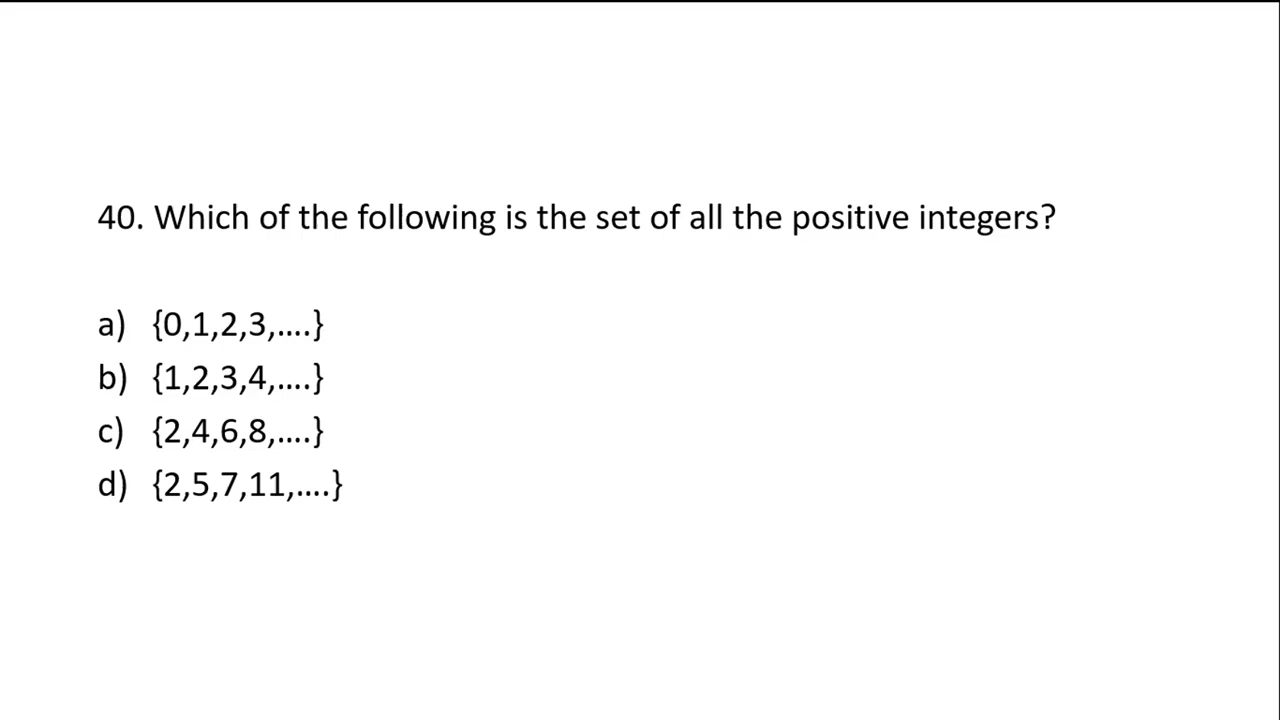 40. Which of the following is the set of all the positive integers?
a) {0,1,2,3,....}
b) {1,2,3,4,....}
c) {2,4,6,8,....}
d) {2,5,7,11,....}